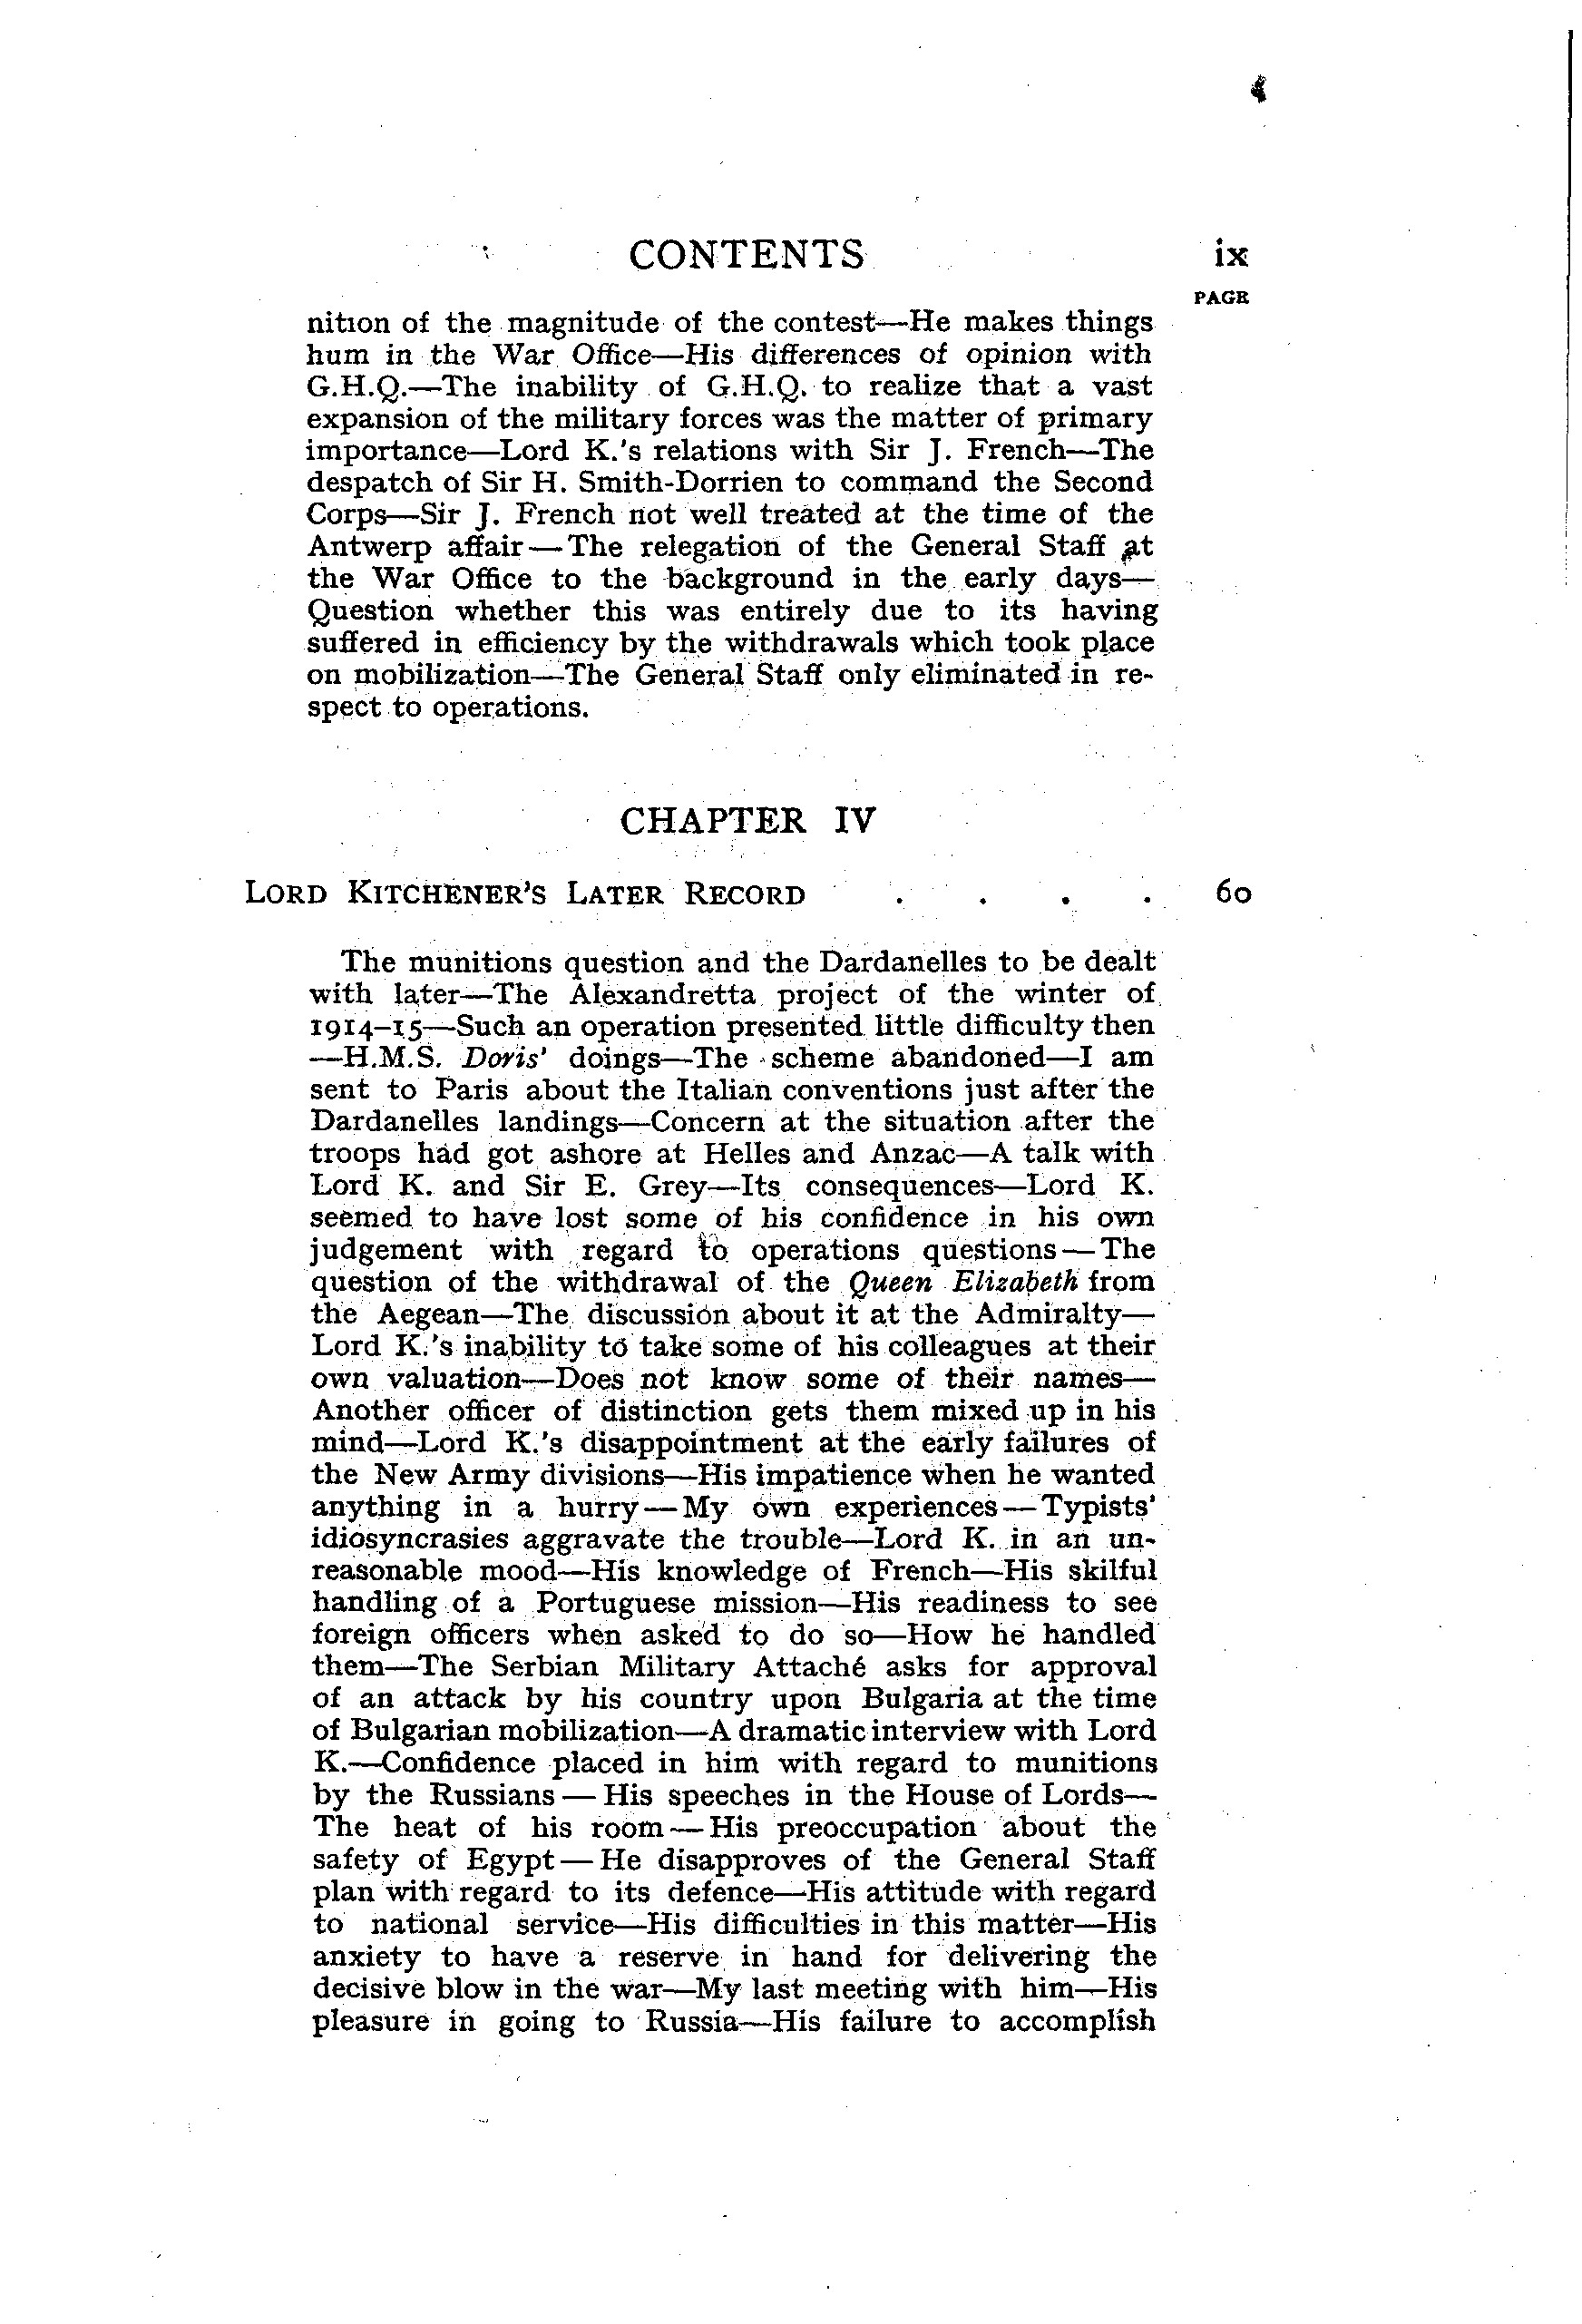 CONTENTS ix
PAGE
nition of the magnitude of the contest—He makes things
hum in the War Office—His differences of opinion with
G.H.Q.—The inability of G.H.Q. to realize that a vast
expansion of the military forces was the matter of primary
importance—Lord K.'s relations with Sir J. French—The
despatch of Sir H. Smith-Dorrien to command the Second
Corps—Sir J. French not well treated at the time of the
Antwerp affair—The relegation of the General Staff at
the War Office to the background in the early days—
Question whether this was entirely due to its having
suffered in efficiency by the withdrawals which took place
on mobilization—The General Staff only eliminated in re-
spect to operations.
CHAPTER IV
LORD KITCHENER'S LATER RECORD . . . . 60
The munitions question and the Dardanelles to be dealt
with later—The Alexandretta project of the winter of
1914–15—Such an operation presented little difficulty then
—H.M.S. Doris' doings—The scheme abandoned—I am
sent to Paris about the Italian conventions just after the
Dardanelles landings—Concern at the situation after the
troops had got ashore at Helles and Anzac—A talk with
Lord K. and Sir E. Grey—Its consequences—Lord K.
seemed to have lost some of his confidence in his own
judgement with regard to operations questions—The
question of the withdrawal of the Queen Elizabeth from
the Aegean—The discussion about it at the Admiralty—
Lord K.'s inability to take some of his colleagues at their
own valuation—Does not know some of their names—
Another officer of distinction gets them mixed up in his
mind—Lord K.'s disappointment at the early failures of
the New Army divisions—His impatience when he wanted
anything in a hurry—My own experiences—Typists'
idiosyncrasies aggravate the trouble—Lord K. in an un-
reasonable mood—His knowledge of French—His skilful
handling of a Portuguese mission—His readiness to see
foreign officers when asked to do so—How he handled
them—The Serbian Military Attaché asks for approval
of an attack by his country upon Bulgaria at the time
of Bulgarian mobilization—A dramatic interview with Lord
K.—Confidence placed in him with regard to munitions
by the Russians—His speeches in the House of Lords—
The heat of his room—His preoccupation about the
safety of Egypt—He disapproves of the General Staff
plan with regard to its defence—His attitude with regard
to national service—His difficulties in this matter—His
anxiety to have a reserve in hand for delivering the
decisive blow in the war—My last meeting with him—His
pleasure in going to Russia—His failure to accomplish